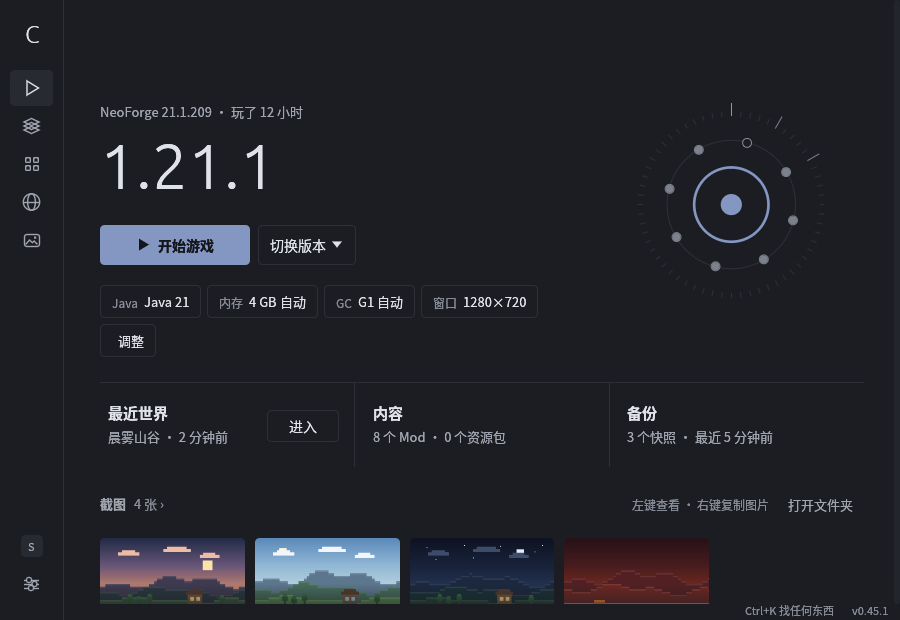 C
NeoForge 21.1.209 • 玩了 12 小时
1.21.1
开始游戏 切换版本
Java Java 21 内存 4 GB 自动 GC G1 自动 窗口 1280×720
调整
最近世界
晨雾山谷 • 2 分钟前
进入
内容
8 个 Mod • 0 个资源包
备份
3 个快照 • 最近 5 分钟前
截图 4 张 ›
左键查看 • 右键复制图片 打开文件夹
S
Ctrl+K 找任何东西 v0.45.1